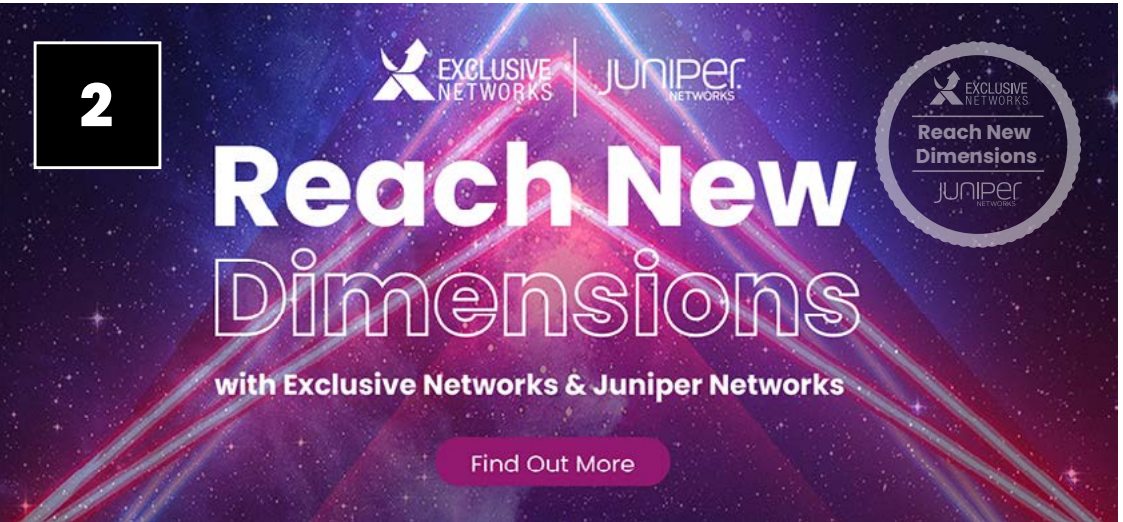 2
EXCLUSIVE
NETWORKS
JUNIPER
NETWORKS
Reach New
Dimensions
with Exclusive Networks & Juniper Networks
Find Out More
EXCLUSIVE
NETWORKS
Reach New
Dimensions
JUNIPER
NETWORKS